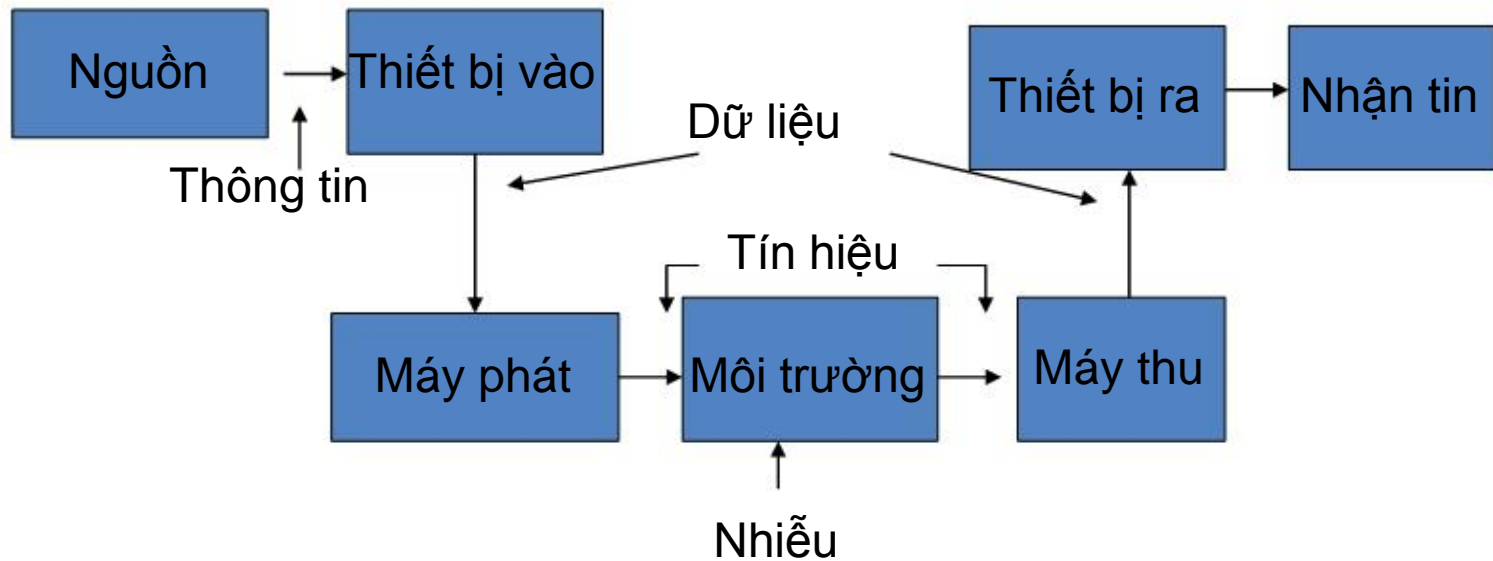 Nguồn
Thiết bị vào
Thiết bị ra
Nhận tin
Dữ liệu
Thông tin
Tín hiệu
Máy phát
Môi trường
Máy thu
Nhiễu